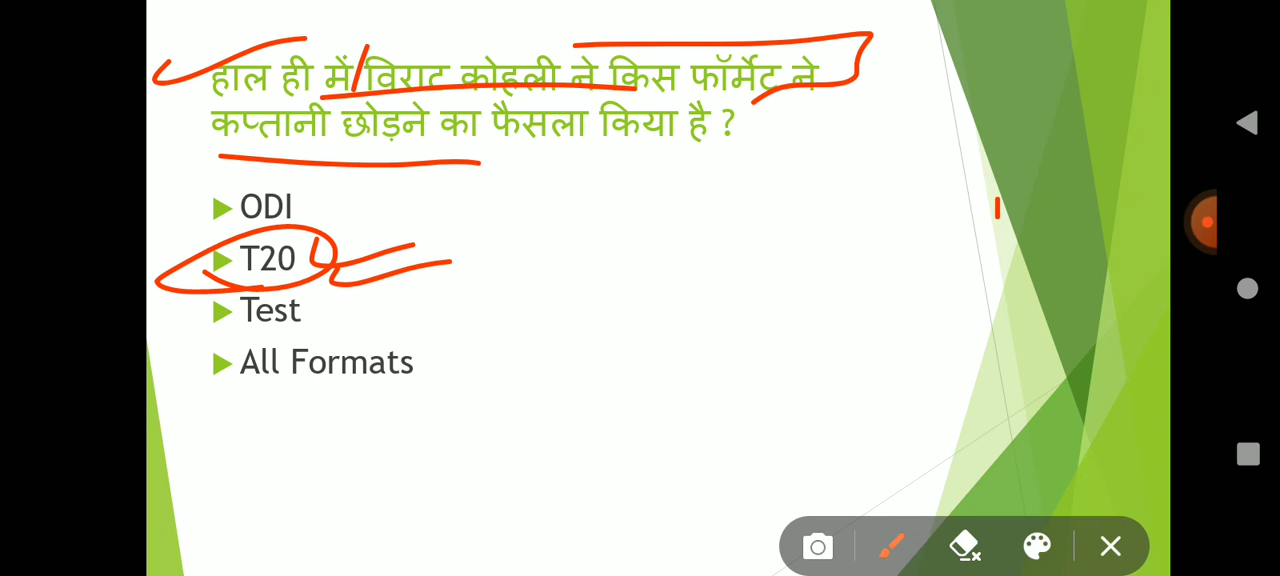 हाल ही में विराट कोहली ने किस फॉर्मेट ने
कप्तानी छोड़ने का फैसला किया है ?
ODI
T20
Test
All Formats